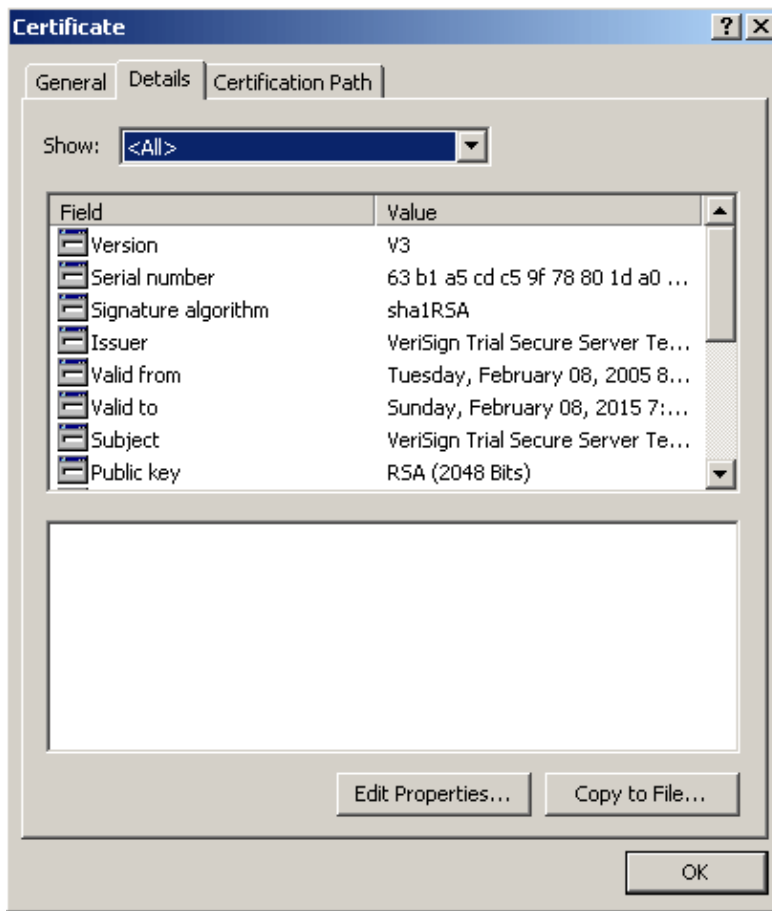 Certificate
General Details Certification Path
Show: <All>
Field Value
Version V3
Serial number 63 b1 a5 cd c5 9f 78 80 1d a0 ...
Signature algorithm sha1RSA
Issuer VeriSign Trial Secure Server Te...
Valid from Tuesday, February 08, 2005 8...
Valid to Sunday, February 08, 2015 7:...
Subject VeriSign Trial Secure Server Te...
Public key RSA (2048 Bits)
Edit Properties... Copy to File...
OK